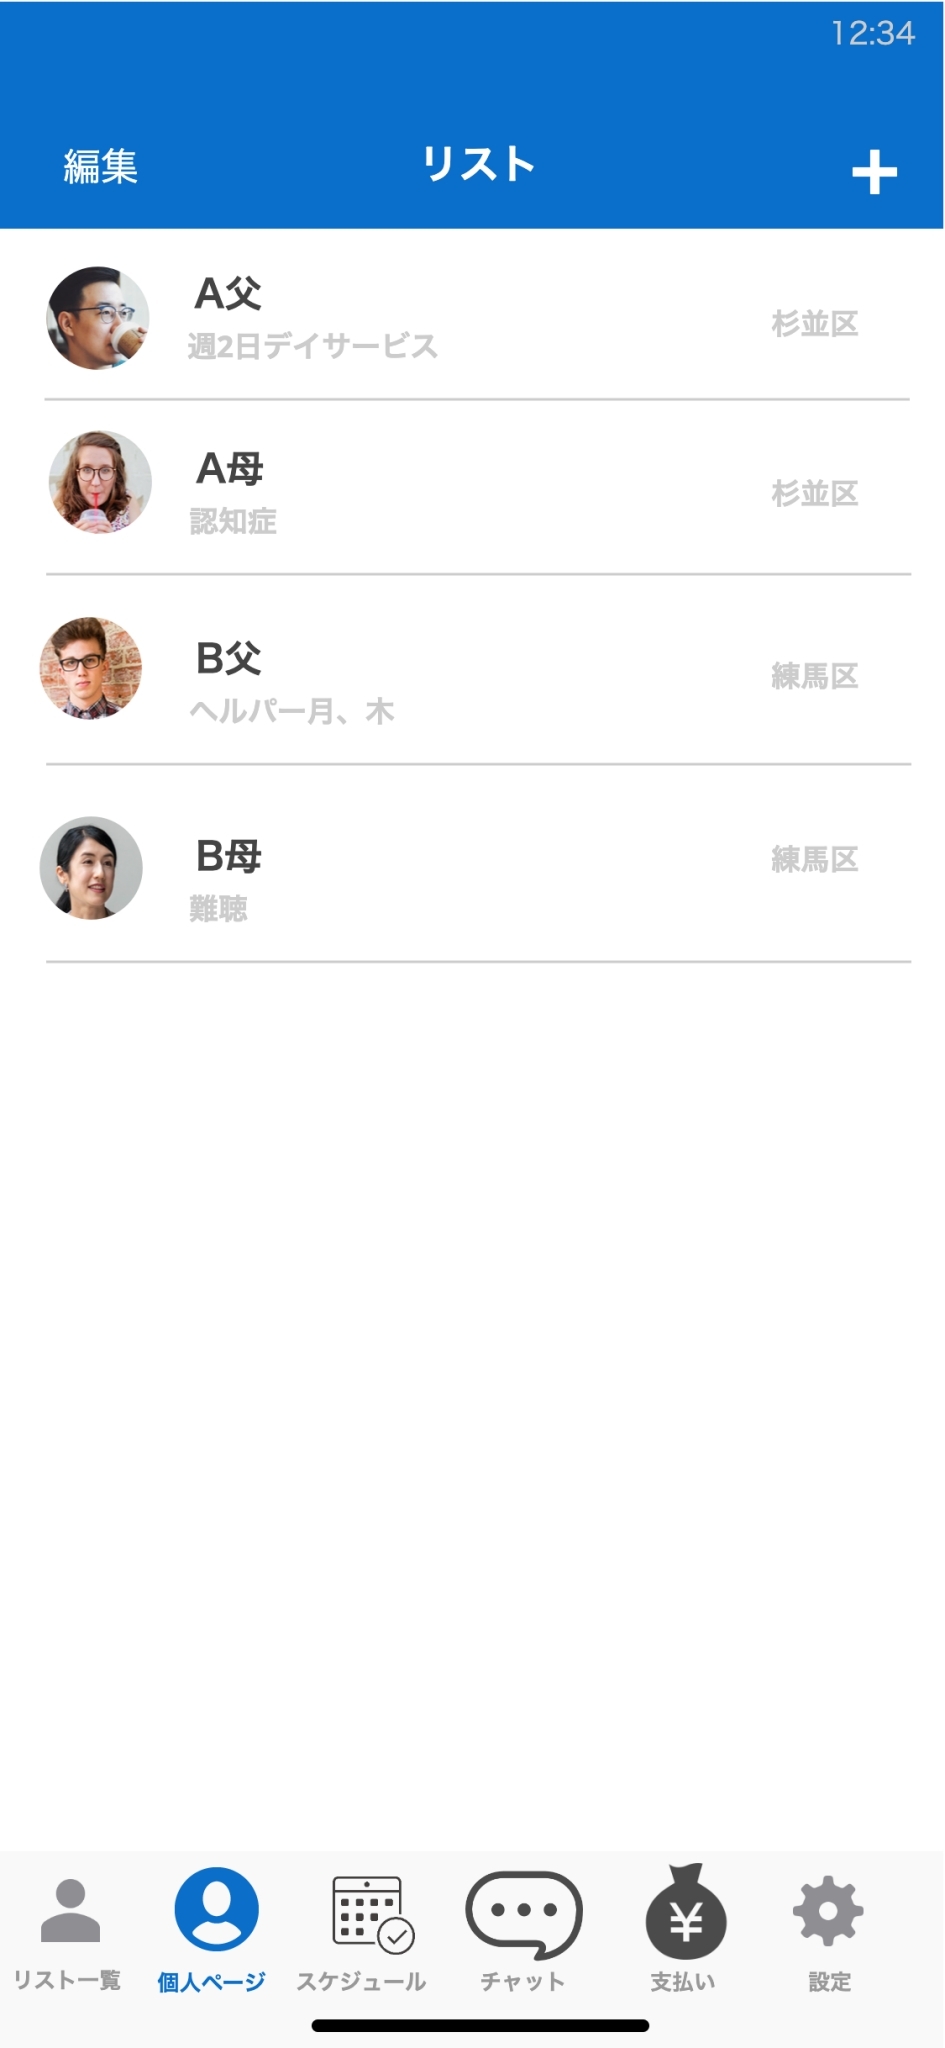 12:34
編集
リスト
A父
週2日デイサービス
杉並区
A母
認知症
杉並区
B父
ヘルパー月、木
練馬区
B母
難聴
練馬区
¥
リスト一覧
個人ページ
スケジュール
チャット
支払い
設定